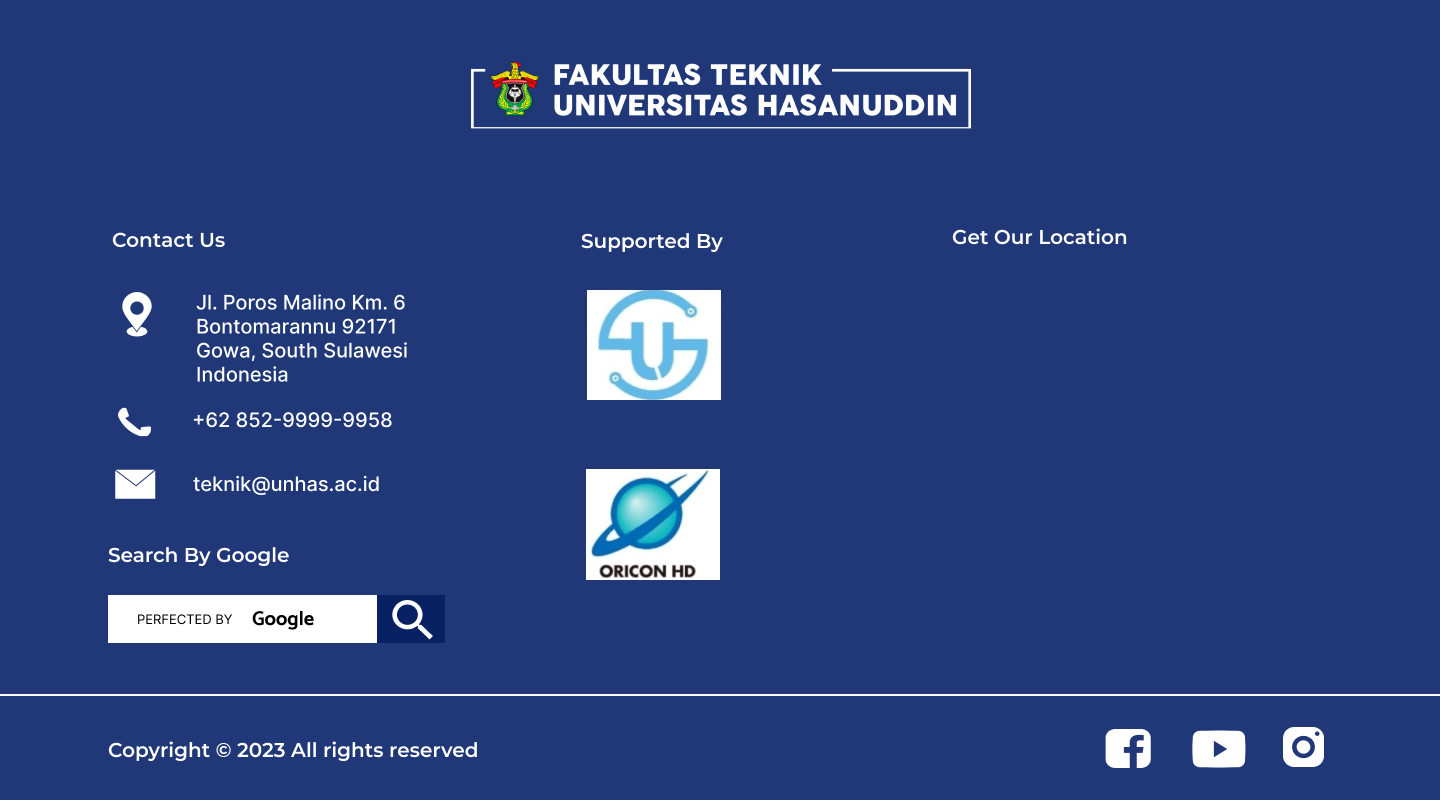 FAKULTAS TEKNIK
UNIVERSITAS HASANUDDIN
Contact Us
Jl. Poros Malino Km. 6
Bontomarannu 92171
Gowa, South Sulawesi
Indonesia
+62 852-9999-9958
teknik@unhas.ac.id
Search By Google
PERFECTED BY Google
Supported By
ORICON HD
Get Our Location
Copyright © 2023 All rights reserved